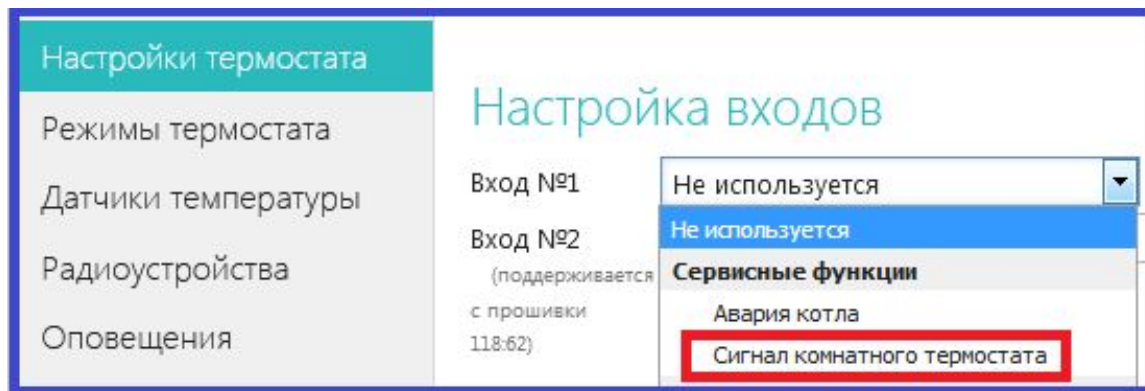 Настройки термостата
Режимы термостата
Датчики температуры
Радиоустройства
Оповещения
Настройка входов
Вход №1
Не используется
Вход №2
(поддерживается
с прошивки
118:62)
Не используется
Сервисные функции
Авария котла
Сигнал комнатного термостата